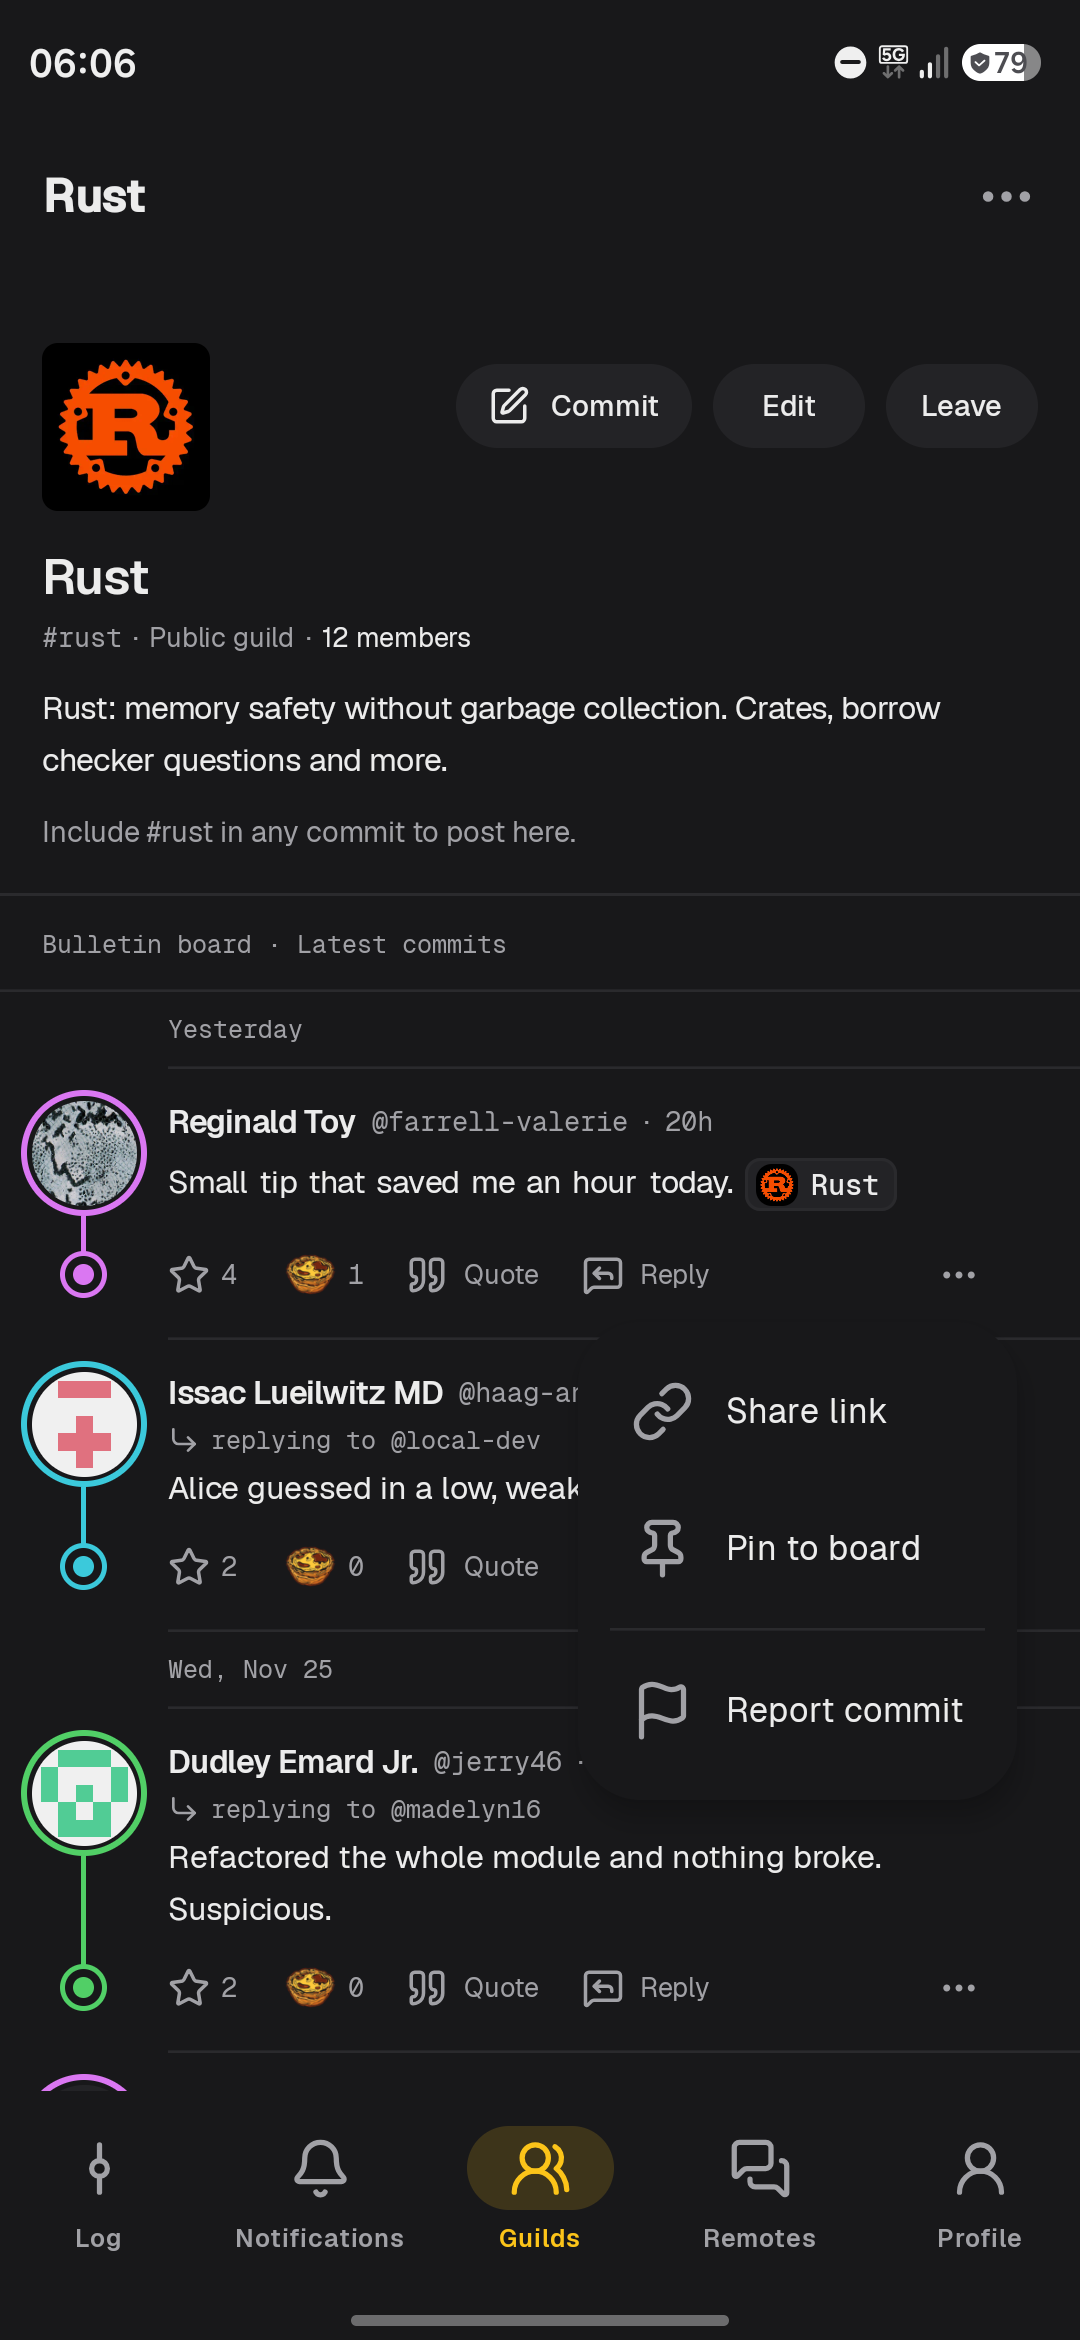 06:06
5G
79
Rust
Commit
Edit
Leave
Rust
#rust · Public guild · 12 members
Rust: memory safety without garbage collection. Crates, borrow
checker questions and more.
Include #rust in any commit to post here.
Bulletin board · Latest commits
Yesterday
Reginald Toy @farrell-valerie · 20h
Small tip that saved me an hour today. Rust
4 1 Quote Reply
Issac Lueilwitz MD
replying to @local-dev
Alice guessed in a low, weak
2 0 Quote
Share link
Pin to board
Report commit
Wed, Nov 25
Dudley Emard Jr. @jerry46 ·
replying to @madelyn16
Refactored the whole module and nothing broke.
Suspicious.
2 0 Quote Reply
Log
Notifications
Guilds
Remotes
Profile